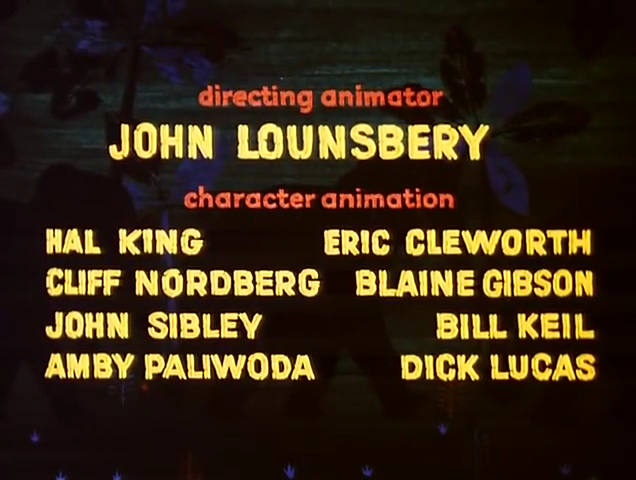 directing animator
JOHN LOUNSBERY
character animation
HAL KING ERIC CLEWORTH
CLIFF NORDBERG BLAINE GIBSON
JOHN SIBLEY BILL KEIL
AMBY PALIWODA DICK LUCAS